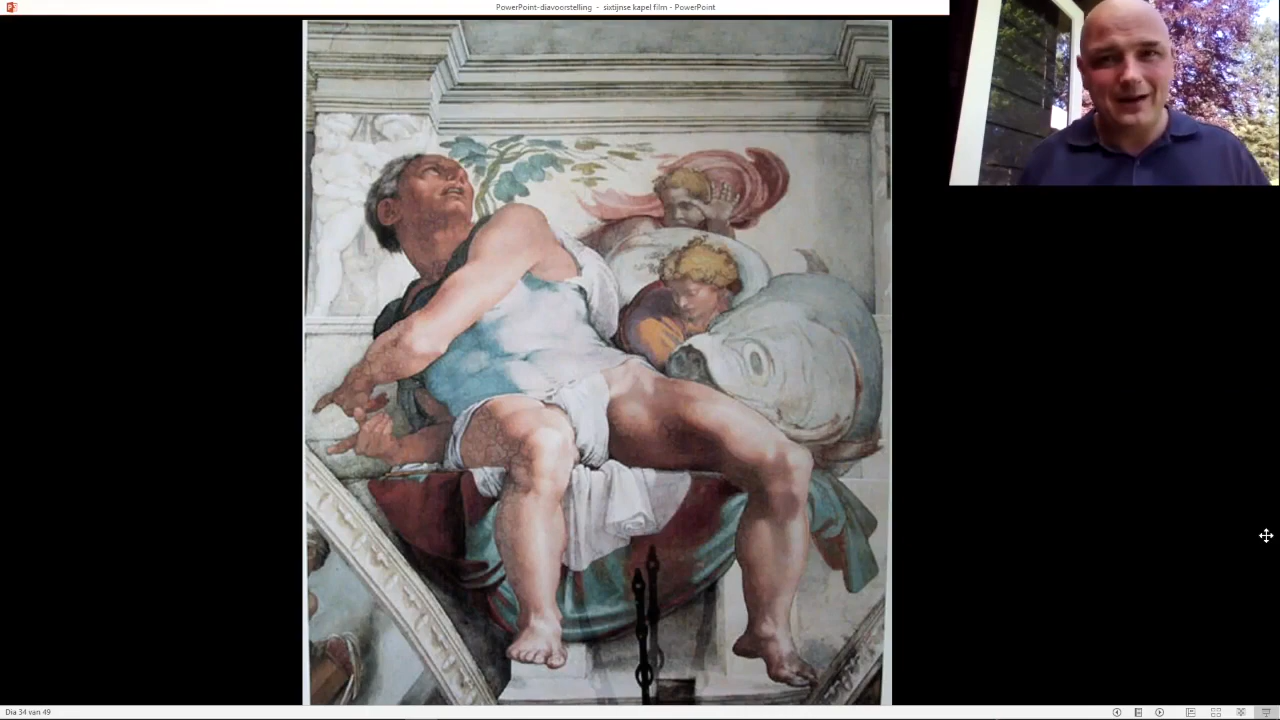 PowerPoint-diavoorstelling - sixtijnse kapel film - PowerPoint
Dia 34 van 49